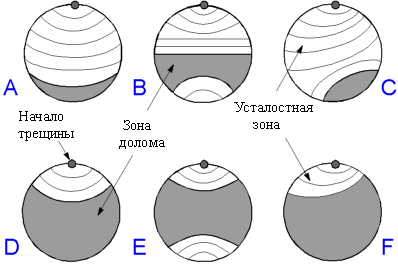 A
B
C
Начало
трещины
Зона
долома
Усталостная
зона
D
E
F